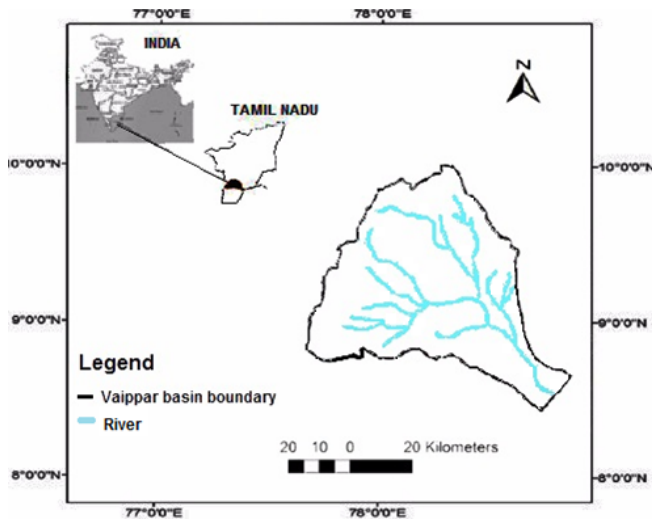 77°0'0"E 78°0'0"E
INDIA
N
TAMIL NADU
10°0'0"N 10°0'0"N
9°0'0"N 9°0'0"N
Legend
Vaippar basin boundary
River
20 10 0 20 Kilometers
8°0'0"N 8°0'0"N
77°0'0"E 78°0'0"E